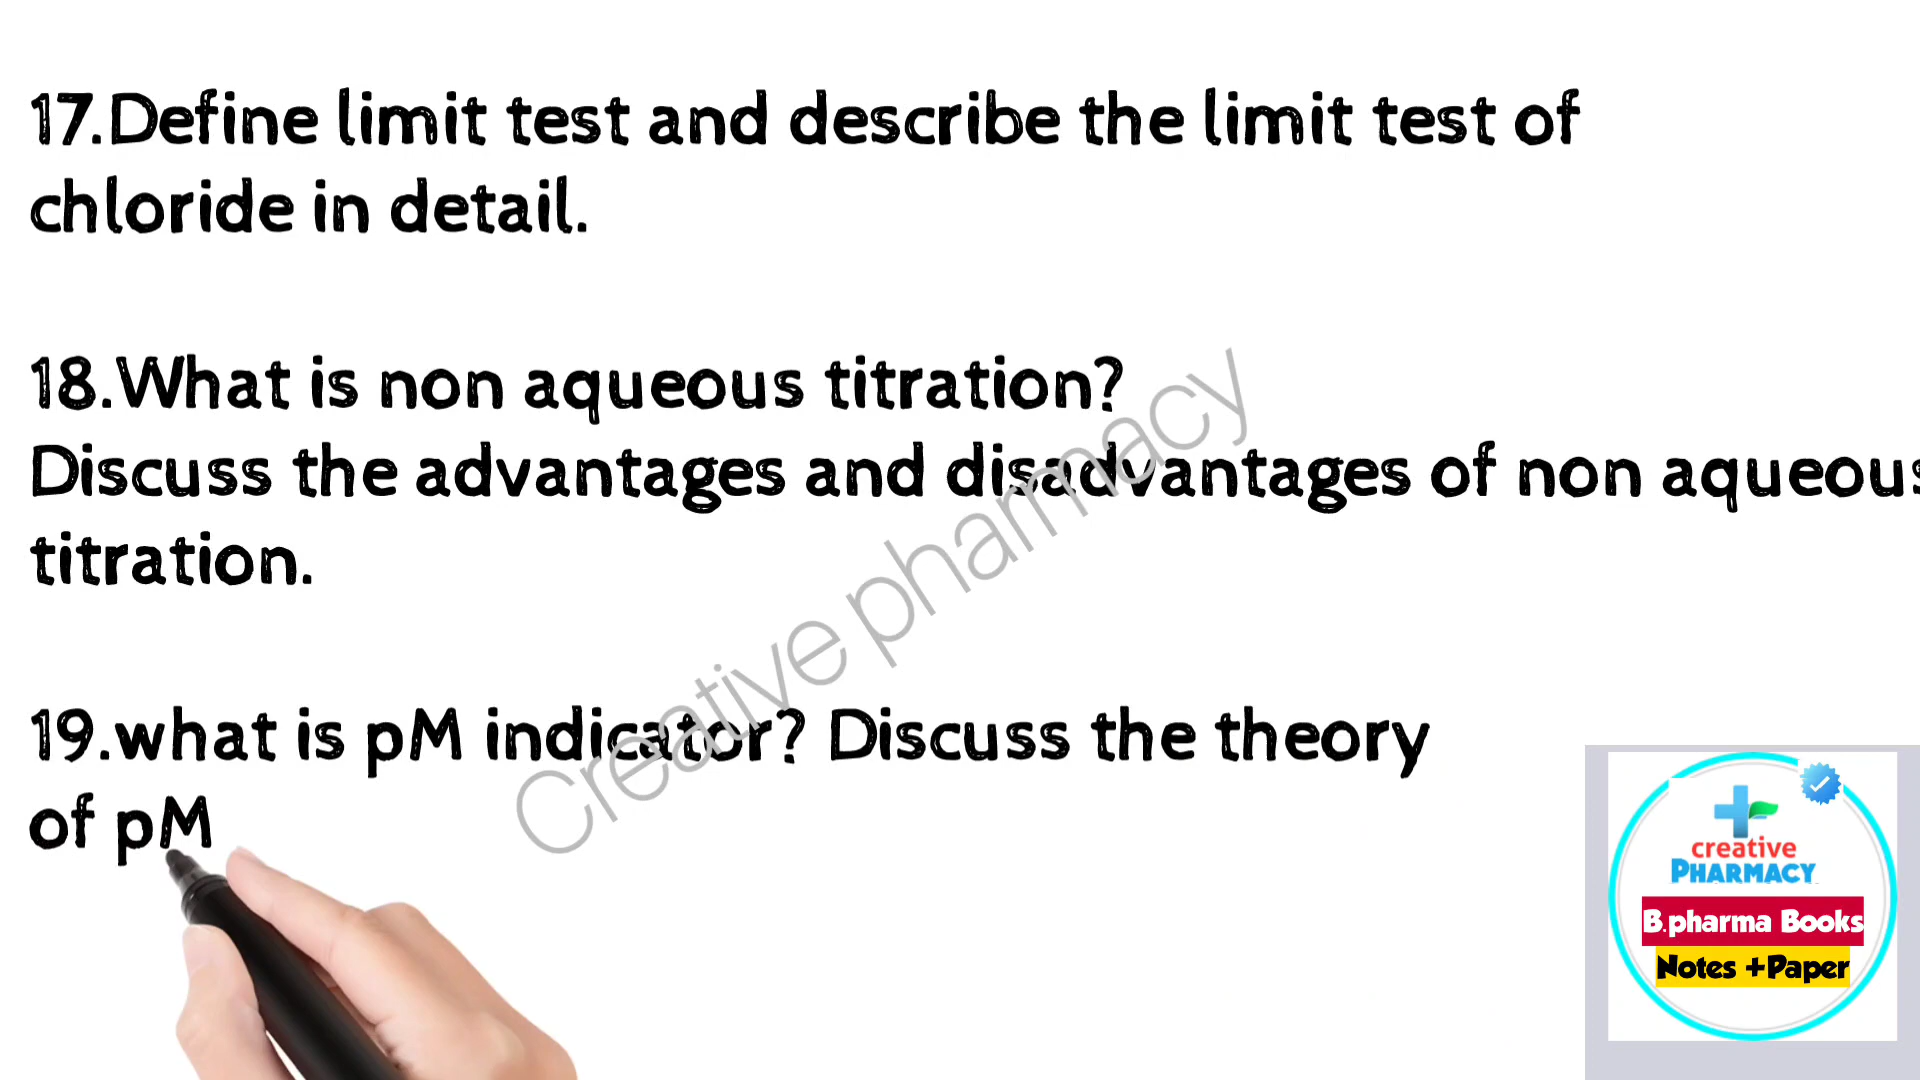 17.Define limit test and describe the limit test of
chloride in detail.
18.What is non aqueous titration?
Discuss the advantages and disadvantages of non aqueous
titration.
19.what is pM indicator? Discuss the theory
of pM
Creative pharmacy
creative
PHARMACY
B.pharma Books
Notes +Paper